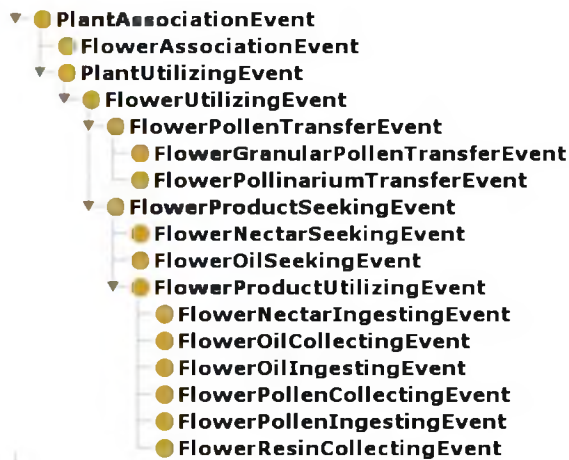 PlantAssociationEvent
FlowerAssociationEvent
PlantUtilizingEvent
FlowerUtilizingEvent
FlowerPollenTransferEvent
FlowerGranularPollenTransferEvent
FlowerPollinariumTransferEvent
FlowerProductSeekingEvent
FlowerNectarSeekingEvent
FlowerOilSeekingEvent
FlowerProductUtilizingEvent
FlowerNectarIngestingEvent
FlowerOilCollectingEvent
FlowerOilIngestingEvent
FlowerPollenCollectingEvent
FlowerPollenIngestingEvent
FlowerResinCollectingEvent